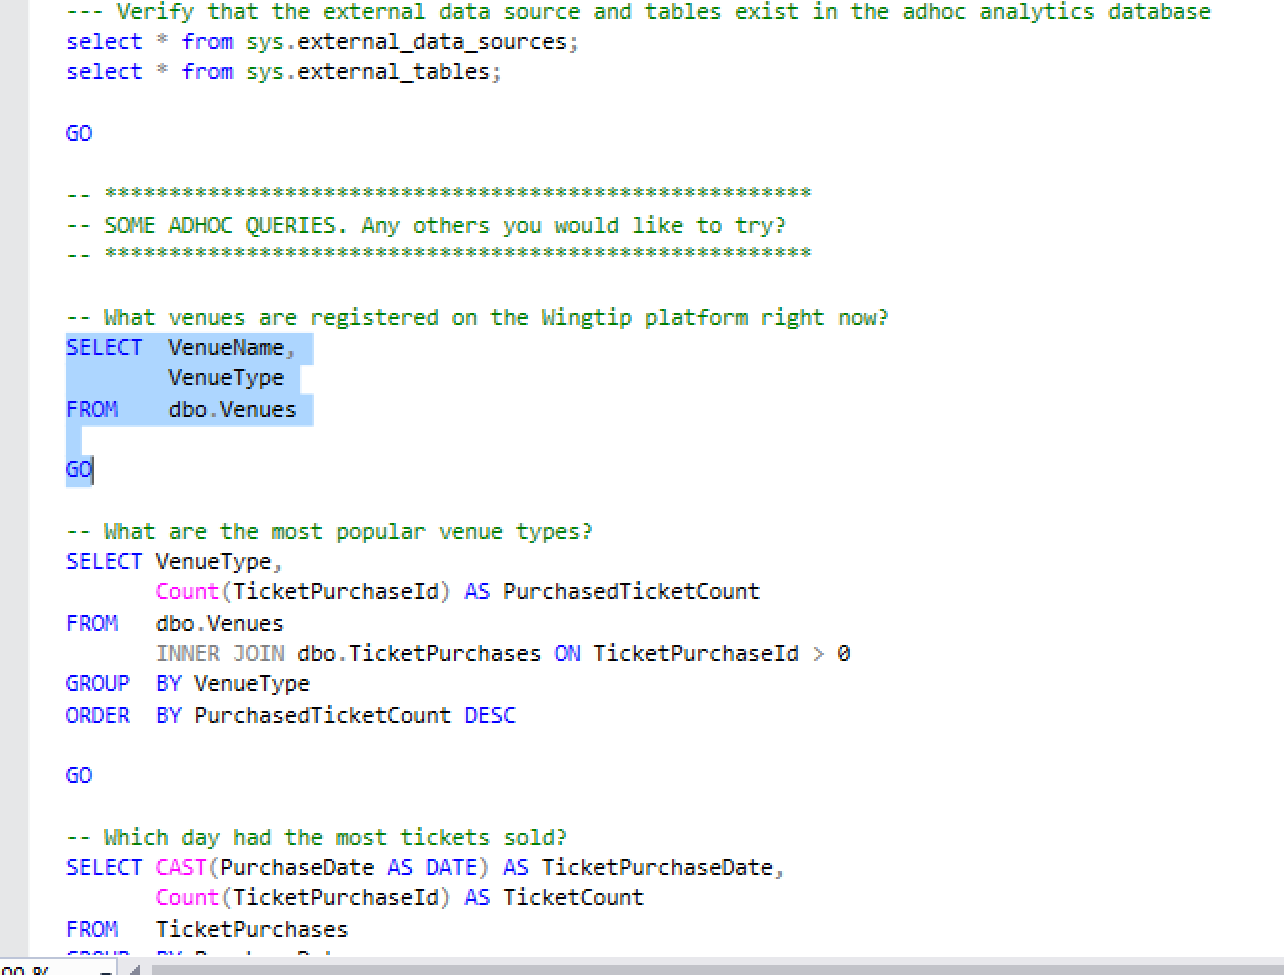 --- Verify that the external data source and tables exist in the adhoc analytics database
select * from sys.external_data_sources;
select * from sys.external_tables;
GO
-- *******************************************************
-- SOME ADHOC QUERIES. Any others you would like to try?
-- *******************************************************
-- What venues are registered on the Wingtip platform right now?
SELECT  VenueName,
        VenueType
FROM    dbo.Venues
GO
-- What are the most popular venue types?
SELECT VenueType,
       Count(TicketPurchaseId) AS PurchasedTicketCount
FROM   dbo.Venues
       INNER JOIN dbo.TicketPurchases ON TicketPurchaseId > 0
GROUP  BY VenueType
ORDER  BY PurchasedTicketCount DESC
GO
-- Which day had the most tickets sold?
SELECT CAST(PurchaseDate AS DATE) AS TicketPurchaseDate,
       Count(TicketPurchaseId) AS TicketCount
FROM   TicketPurchases
GROUP  BY